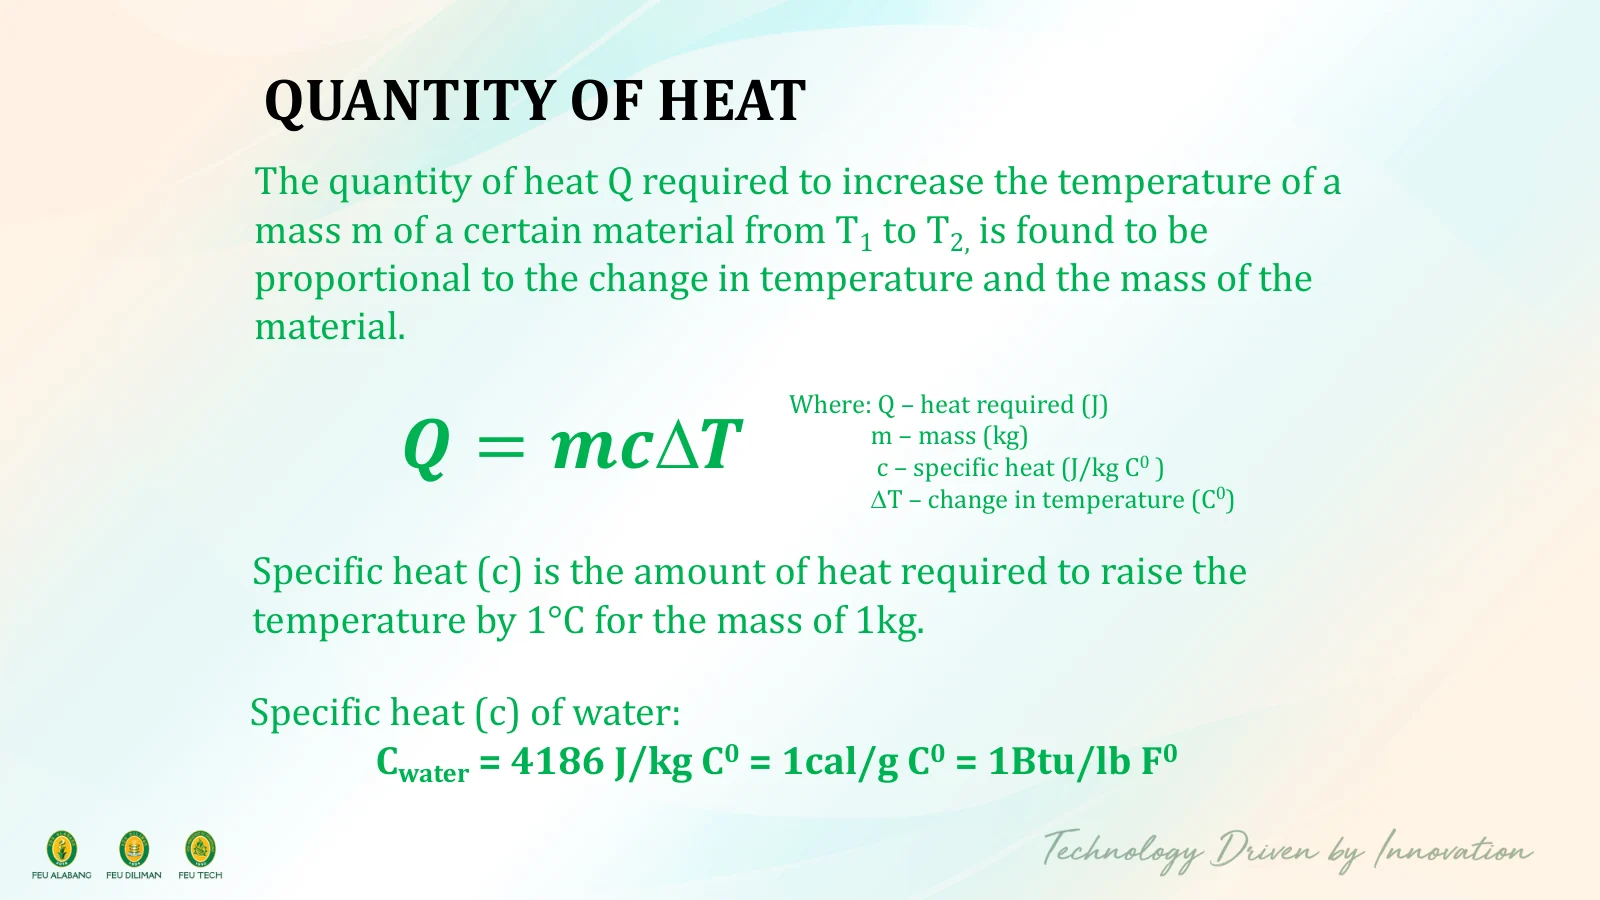 QUANTITY OF HEAT
The quantity of heat Q required to increase the temperature of a
mass m of a certain material from T₁ to T₂, is found to be
proportional to the change in temperature and the mass of the
material.
Q = mcΔT
Where: Q – heat required (J)
m – mass (kg)
c – specific heat (J/kg C⁰ )
ΔT – change in temperature (C⁰)
Specific heat (c) is the amount of heat required to raise the
temperature by 1°C for the mass of 1kg.
Specific heat (c) of water:
C_water = 4186 J/kg C⁰ = 1cal/g C⁰ = 1Btu/lb F⁰
FEU ALABANG FEU DILIMAN FEU TECH
Technology Driven by Innovation